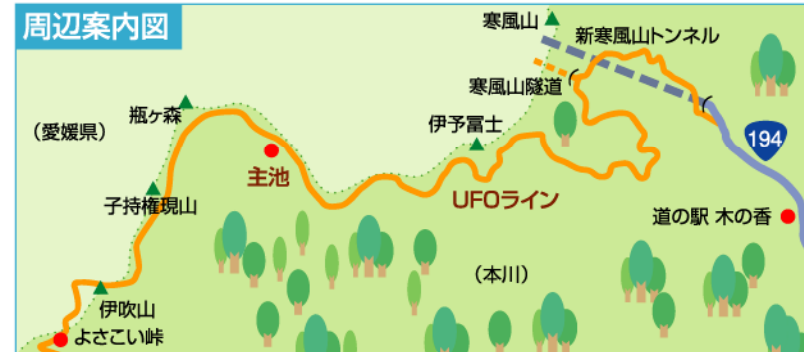 周辺案内図
寒風山
新寒風山トンネル
寒風山隧道
瓶ヶ森
(愛媛県)
伊予冨士
194
主池
子持権現山
UFOライン
道の駅 木の香
(本川)
伊吹山
よさこい峠